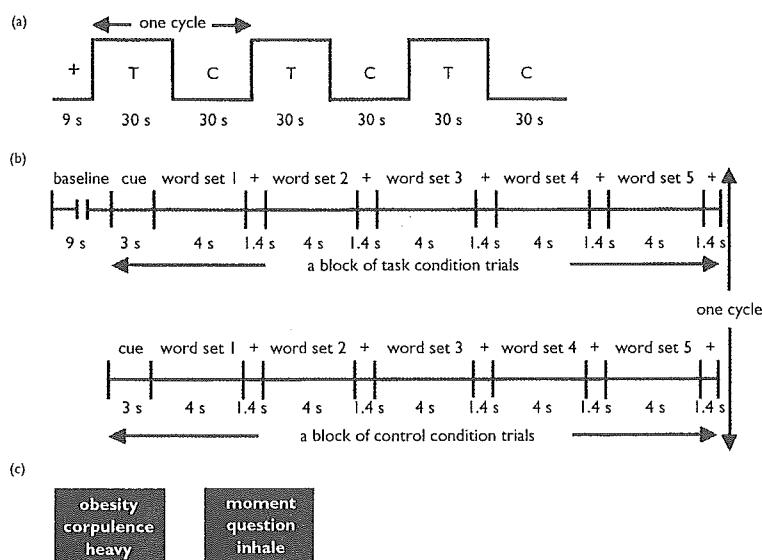 (a)
one cycle
+ T C T C T C
9 s 30 s 30 s 30 s 30 s 30 s 30 s
(b)
baseline cue word set 1 + word set 2 + word set 3 + word set 4 + word set 5 +
9 s 3 s 4 s 1.4 s 4 s 1.4 s 4 s 1.4 s 4 s 1.4 s 4 s 1.4 s
a block of task condition trials
one cycle
cue word set 1 + word set 2 + word set 3 + word set 4 + word set 5 +
3 s 4 s 1.4 s 4 s 1.4 s 4 s 1.4 s 4 s 1.4 s 4 s 1.4 s
a block of control condition trials
(c)
obesity
corpulence
heavy
moment
question
inhale